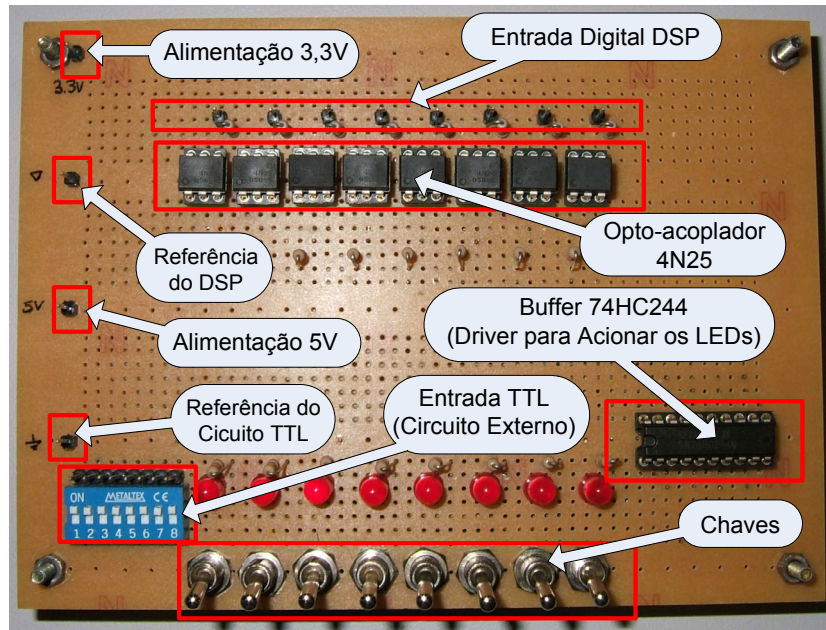 Alimentação 3,3V
Entrada Digital DSP
3.3V
Opto-acoplador
4N25
Referência
do DSP
Buffer 74HC244
(Driver para Acionar os LEDs)
5V
Alimentação 5V
Referência do
Cicuito TTL
Entrada TTL
(Circuito Externo)
ON METALTEX CE
1 2 3 4 5 6 7 8
Chaves